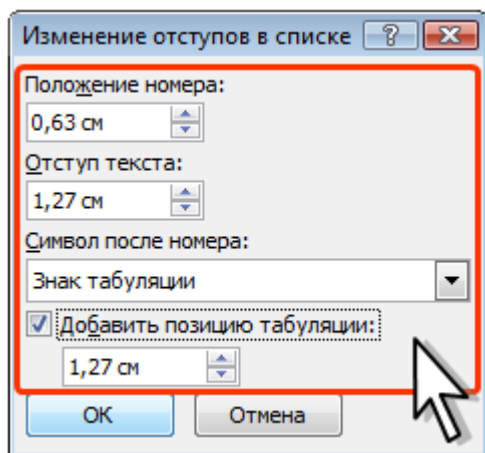 Изменение отступов в списке
Положение номера:
0,63 см
Отступ текста:
1,27 см
Символ после номера:
Знак табуляции
Добавить позицию табуляции:
1,27 см
ОК Отмена